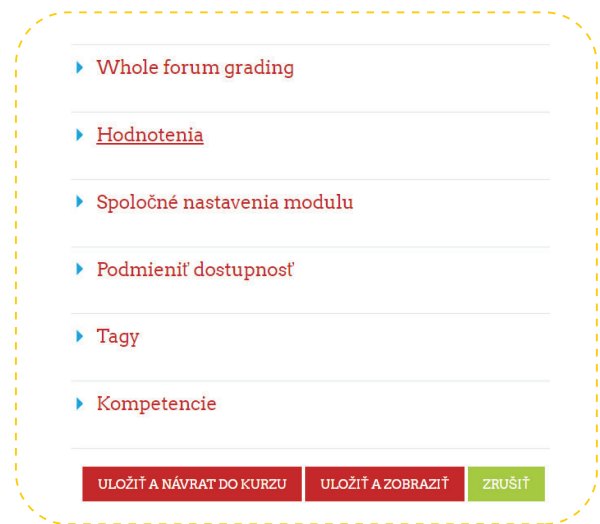 Whole forum grading
Hodnotenia
Spoločné nastavenia modulu
Podmieniť dostupnosť
Tagy
Kompetencie
ULOŽIŤ A NÁVRAT DO KURZU ULOŽIŤ A ZOBRAZIŤ ZRUŠIŤ